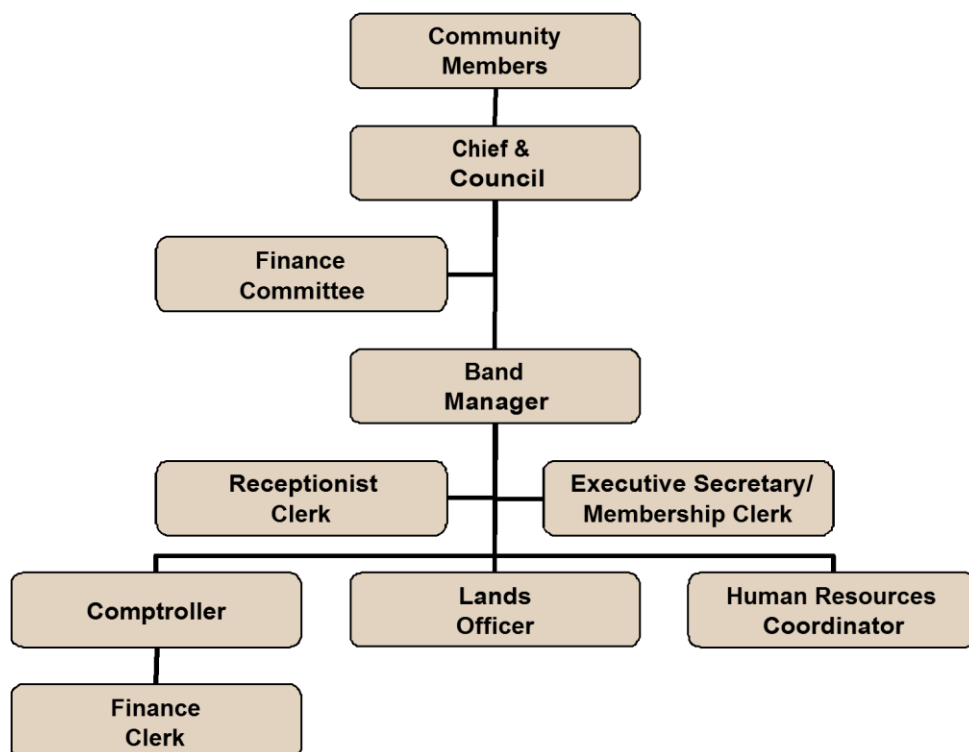 Community
Members
Chief &
Council
Finance
Committee
Band
Manager
Receptionist
Clerk
Executive Secretary/
Membership Clerk
Comptroller
Lands
Officer
Human Resources
Coordinator
Finance
Clerk